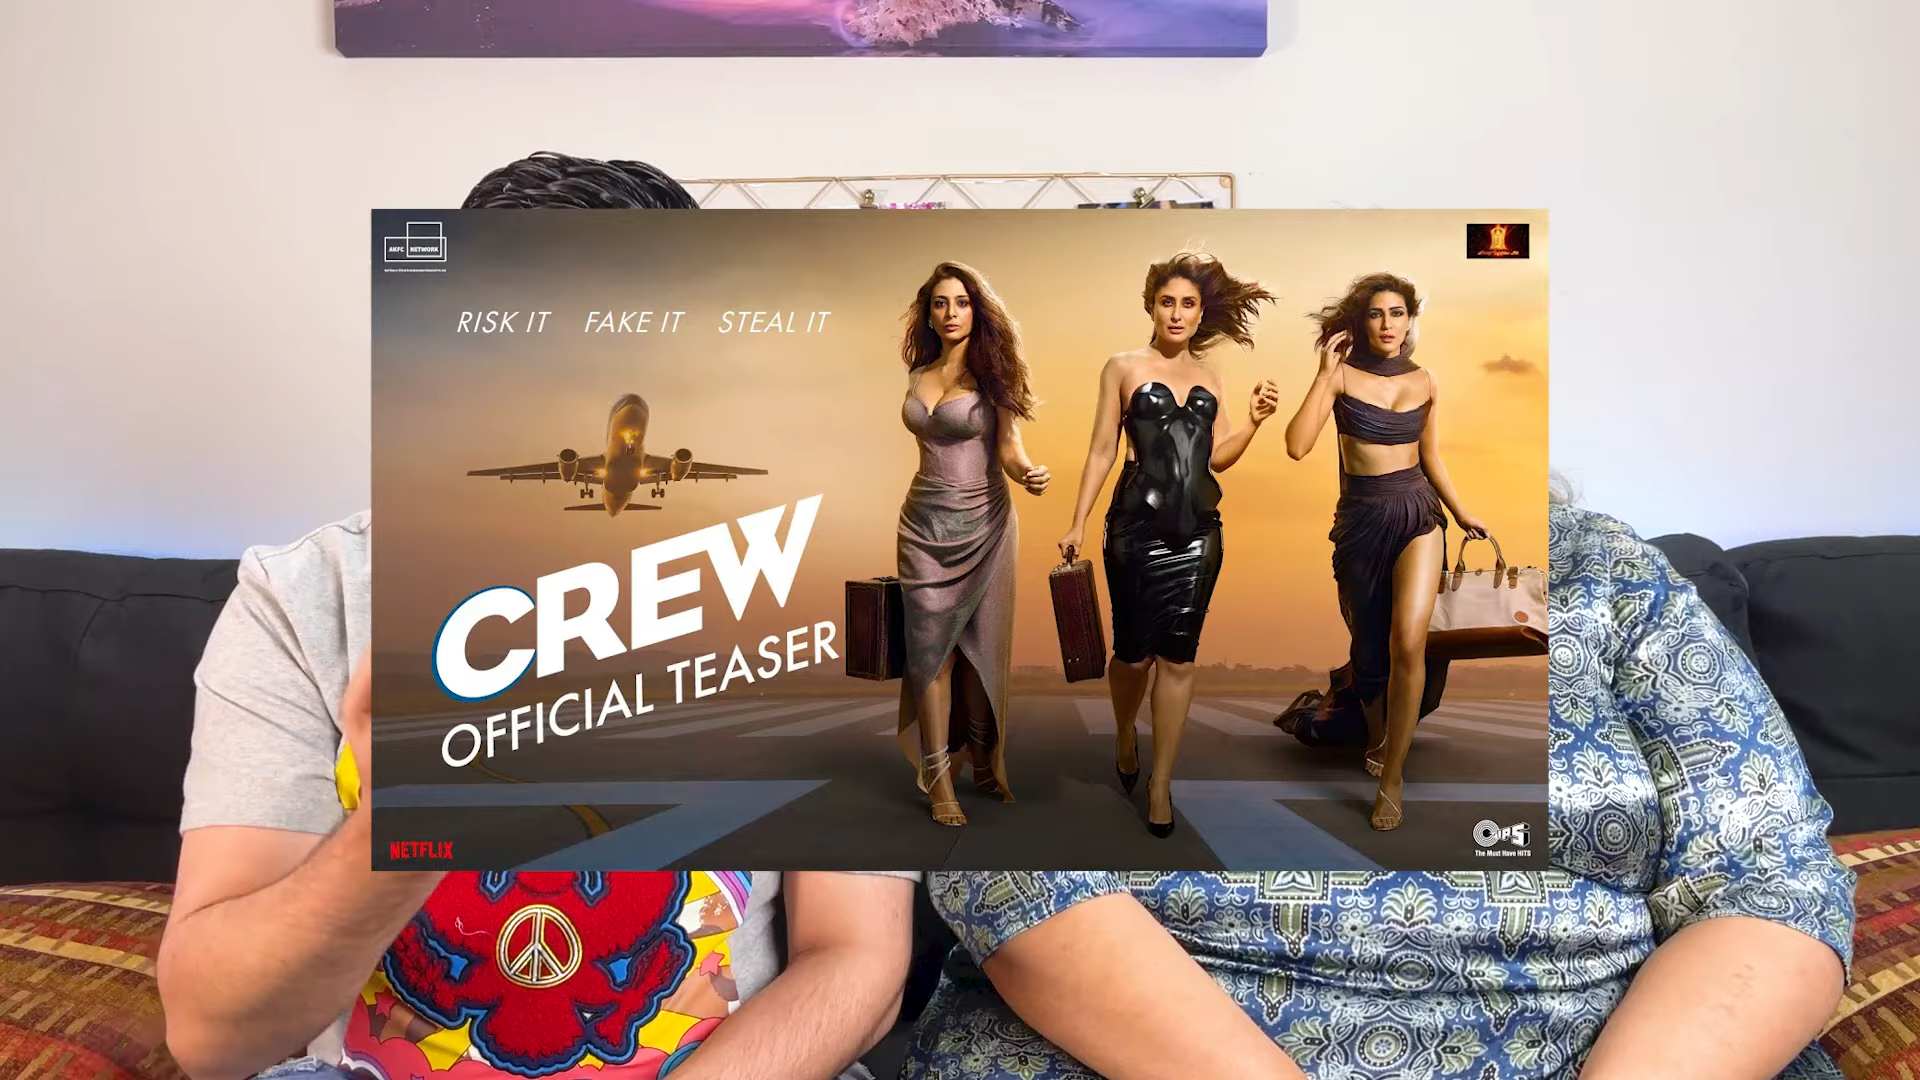 AKFC NETWORK
RISK IT FAKE IT STEAL IT
CREW
OFFICIAL TEASER
NETFLIX
TIPS
The Must Have HITS